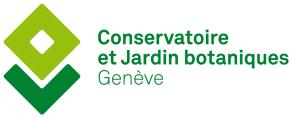 Conservatoire
et Jardin botaniques
Genève